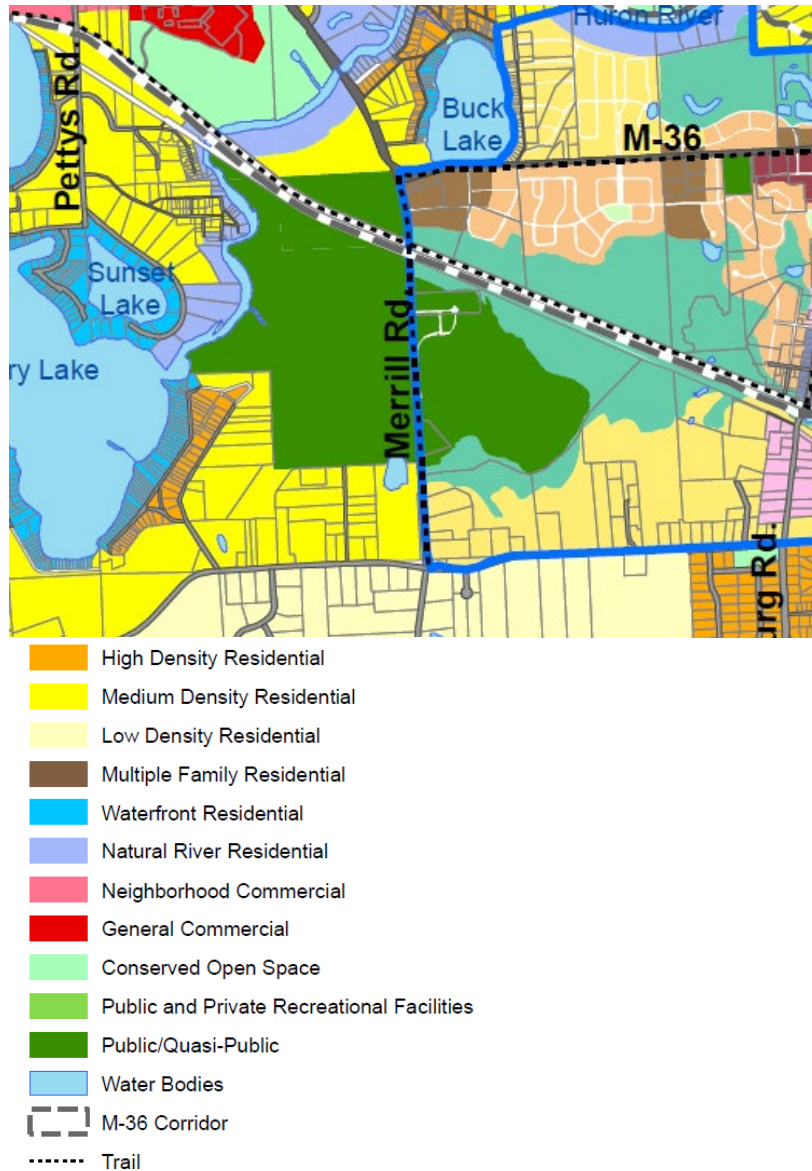 Huron River
Pettys Rd.
Buck
Lake
M-36
Sunset
Lake
ry Lake
Merrill Rd.
urg Rd.
High Density Residential
Medium Density Residential
Low Density Residential
Multiple Family Residential
Waterfront Residential
Natural River Residential
Neighborhood Commercial
General Commercial
Conserved Open Space
Public and Private Recreational Facilities
Public/Quasi-Public
Water Bodies
M-36 Corridor
Trail